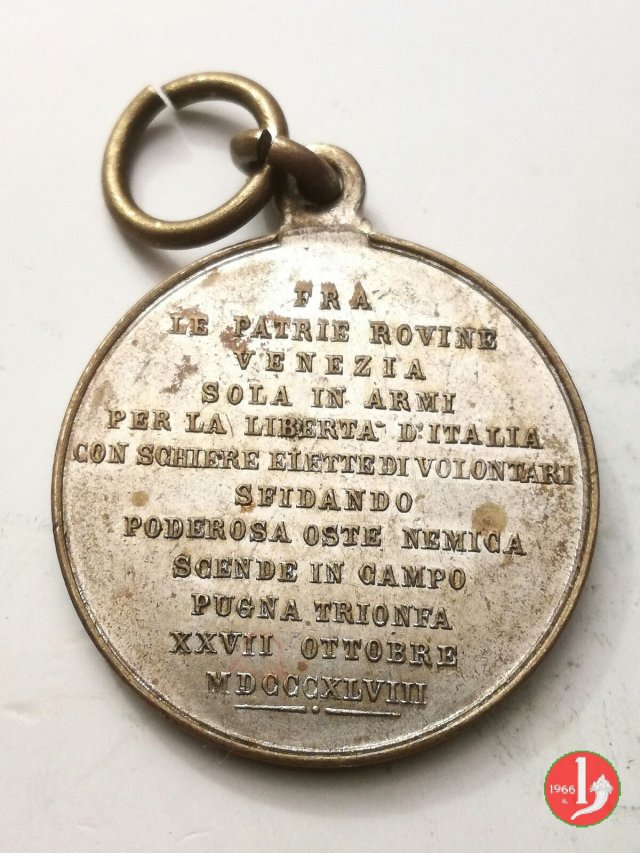 FRA
LE PATRIE ROVINE
VENEZIA
SOLA IN ARMI
PER LA LIBERTA D'ITALIA
CON SCHIERE ELETTE DI VOLONTARI
SFIDANDO
PODEROSA OSTE NEMICA
SCENDE IN CAMPO
PUGNA TRIONFA
XXVII OTTOBRE
MDCCCXLVIII
1966